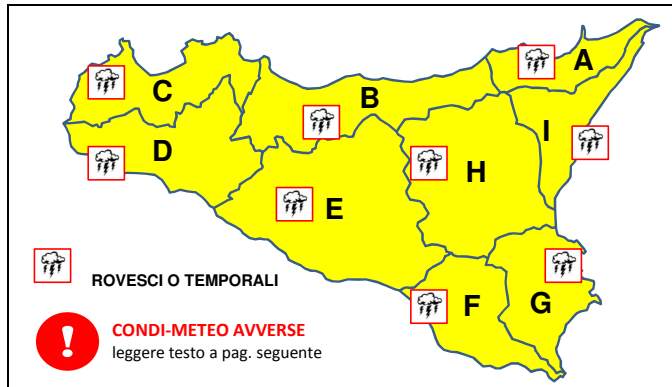 A
C
B
I
D
H
E
F
G
ROVESCI O TEMPORALI
!
CONDI-METEO AVVERSE
leggere testo a pag. seguente